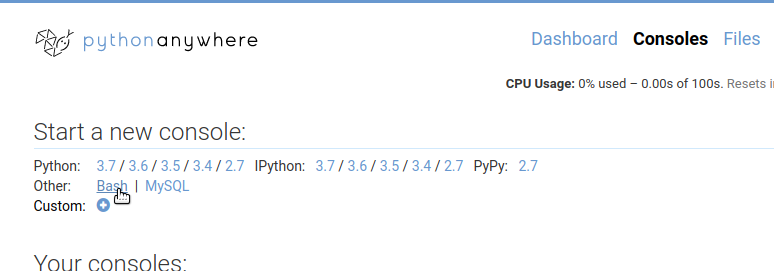 pythonanywhere
Dashboard Consoles Files
CPU Usage: 0% used – 0.00s of 100s. Resets
Start a new console:
Python: 3.7 / 3.6 / 3.5 / 3.4 / 2.7 IPython: 3.7 / 3.6 / 3.5 / 3.4 / 2.7 PyPy: 2.7
Other: Bash | MySQL
Custom:
Your consoles: